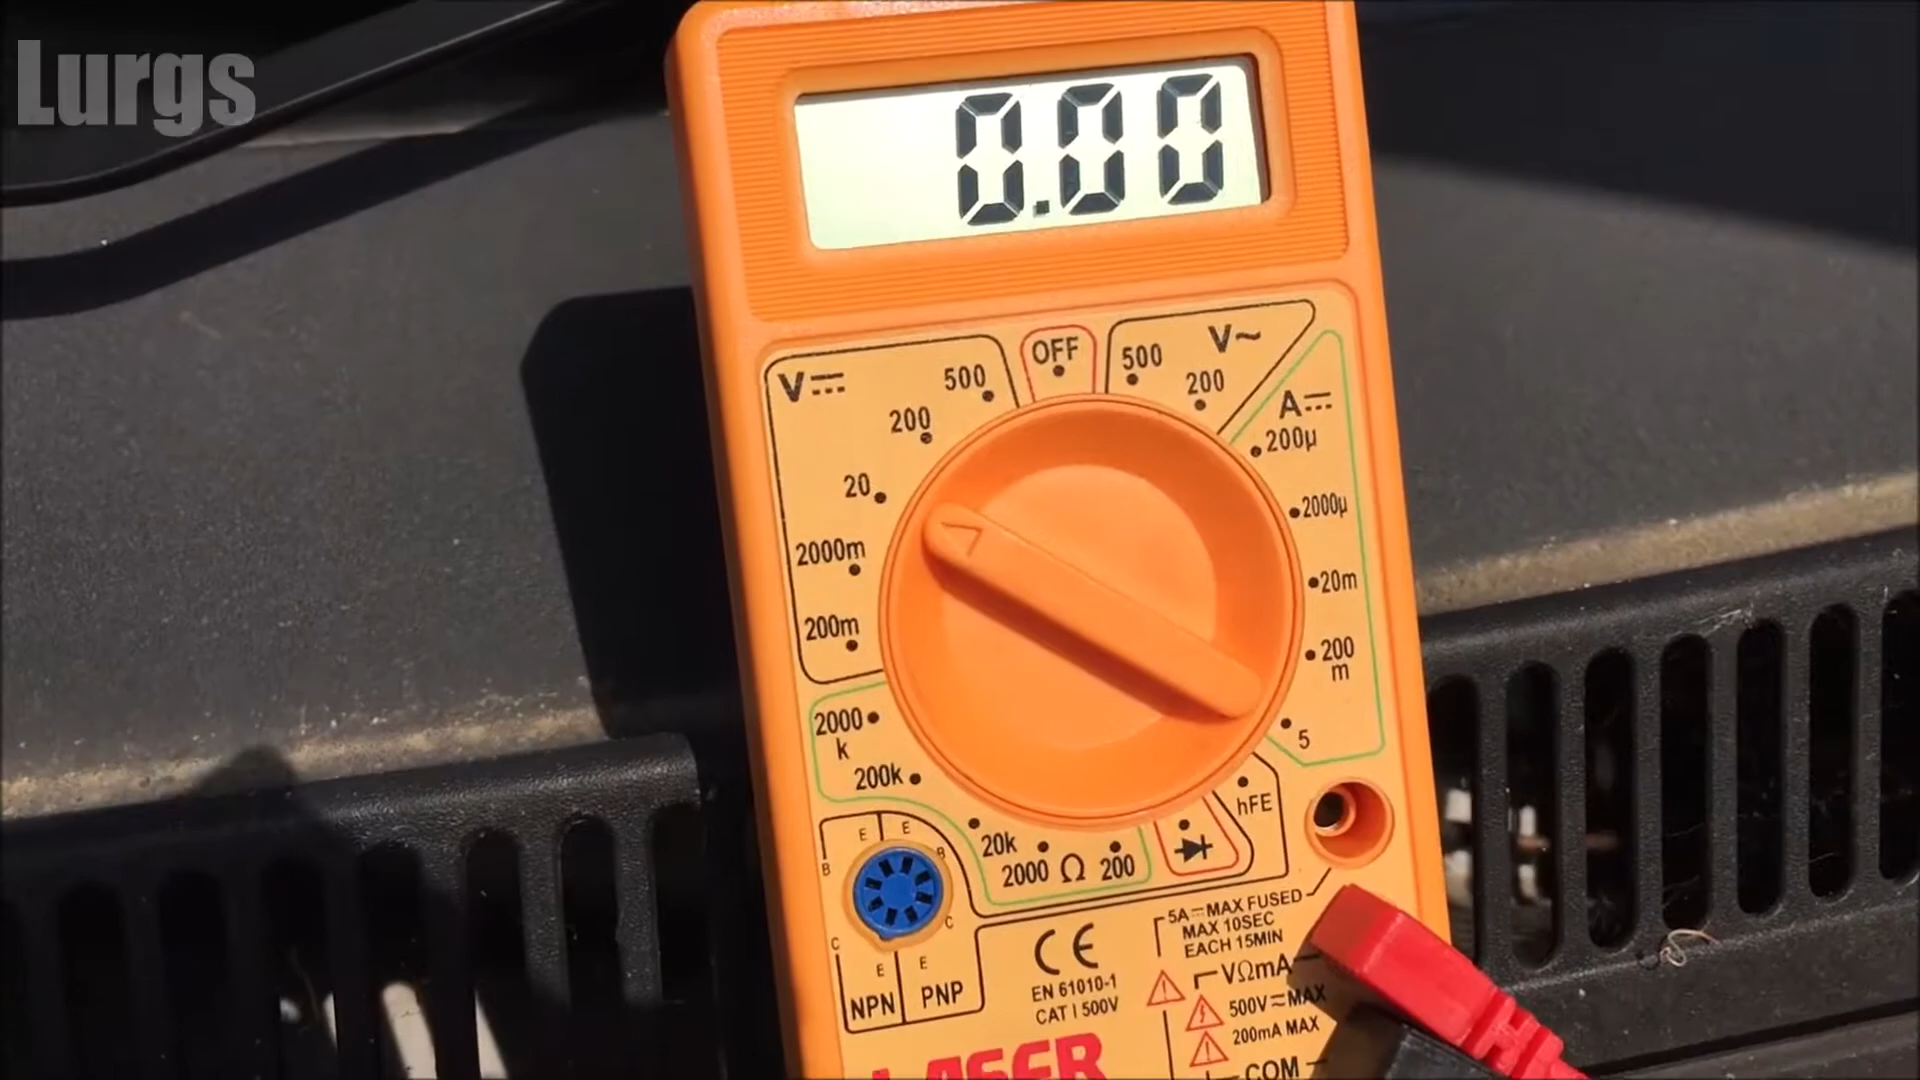 Lurgs
0.00
OFF
V⎓
500
200
20
2000m
200m
V~
500
200
A⎓
200µ
2000µ
20m
200
m
5
2000
k
200k
20k
2000 Ω 200
hFE
E E
B B
C C
E E
NPN PNP
CE
EN 61010-1
CAT I 500V
5A⎓MAX FUSED
MAX 10SEC
EACH 15MIN
VΩmA
500V≂MAX
200mA MAX
COM
LASER